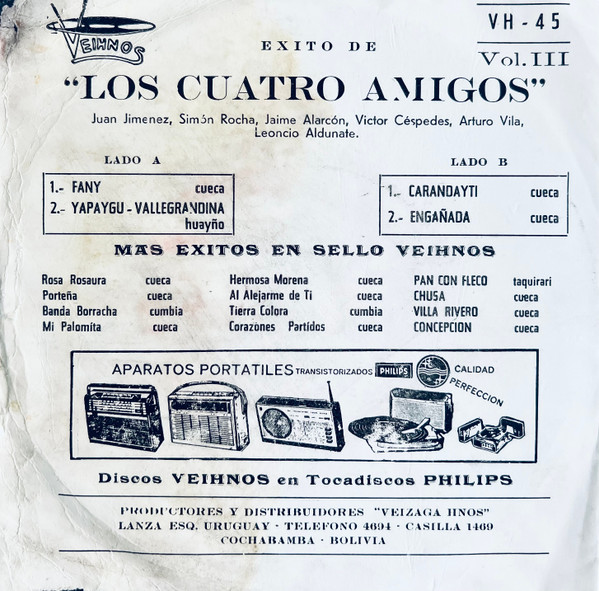 VEIHNOS
VH - 45
EXITO DE
Vol. III
"LOS CUATRO AMIGOS"
Juan Jimenez, Simón Rocha, Jaime Alarcón, Victor Céspedes, Arturo Vila,
Leoncio Aldunate.
LADO A
1.- FANY cueca
2.- YAPAYGU - VALLEGRANDINA
huayño
LADO B
1.- CARANDAYTI cueca
2.- ENGAÑADA cueca
MAS EXITOS EN SELLO VEIHNOS
Rosa Rosaura cueca
Porteña cueca
Banda Borracha cumbia
Mi Palomita cueca
Hermosa Morena cueca
Al Alejarme de Ti cueca
Tierra Colora cumbia
Corazones Partidos cueca
PAN CON FLECO taquirari
CHUSA cueca
VILLA RIVERO cueca
CONCEPCION cueca
APARATOS PORTATILES TRANSISTORIZADOS PHILIPS CALIDAD
PERFECCION
Discos VEIHNOS en Tocadiscos PHILIPS
PRODUCTORES Y DISTRIBUIDORES "VEIZAGA HNOS"
LANZA ESQ. URUGUAY - TELEFONO 4694 - CASILLA 1469
COCHABAMBA - BOLIVIA